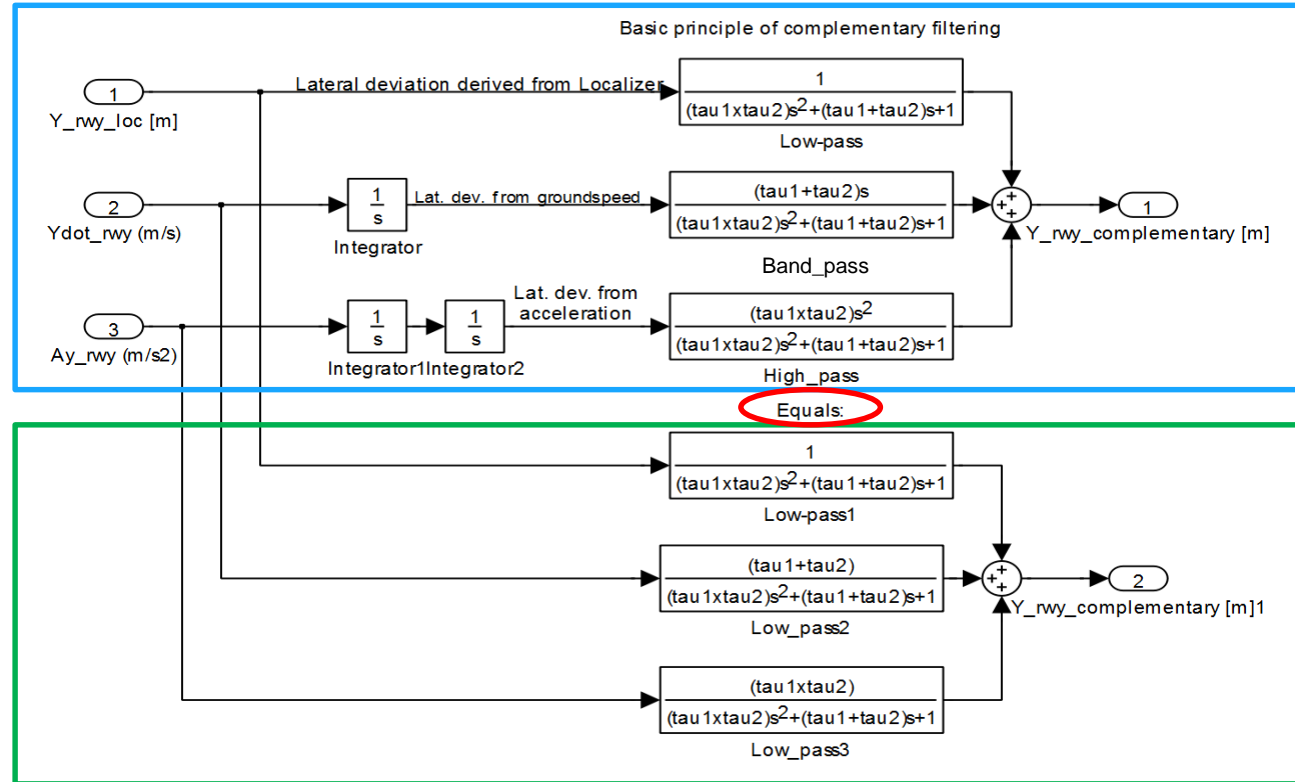 Basic principle of complementary filtering
1
Y_rwy_loc [m]
Lateral deviation derived from Localizer
1
(tau1xtau2)s²+(tau1+tau2)s+1
Low-pass
2
Ydot_rwy (m/s)
1
s
Integrator
Lat. dev. from groundspeed
(tau1+tau2)s
(tau1xtau2)s²+(tau1+tau2)s+1
Band_pass
+
+
+
1
Y_rwy_complementary [m]
3
Ay_rwy (m/s2)
1
s
Integrator1
1
s
Integrator2
Lat. dev. from
acceleration
(tau1xtau2)s²
(tau1xtau2)s²+(tau1+tau2)s+1
High_pass
Equals:
1
(tau1xtau2)s²+(tau1+tau2)s+1
Low-pass1
(tau1+tau2)
(tau1xtau2)s²+(tau1+tau2)s+1
Low_pass2
+
+
+
2
Y_rwy_complementary [m]1
(tau1xtau2)
(tau1xtau2)s²+(tau1+tau2)s+1
Low_pass3